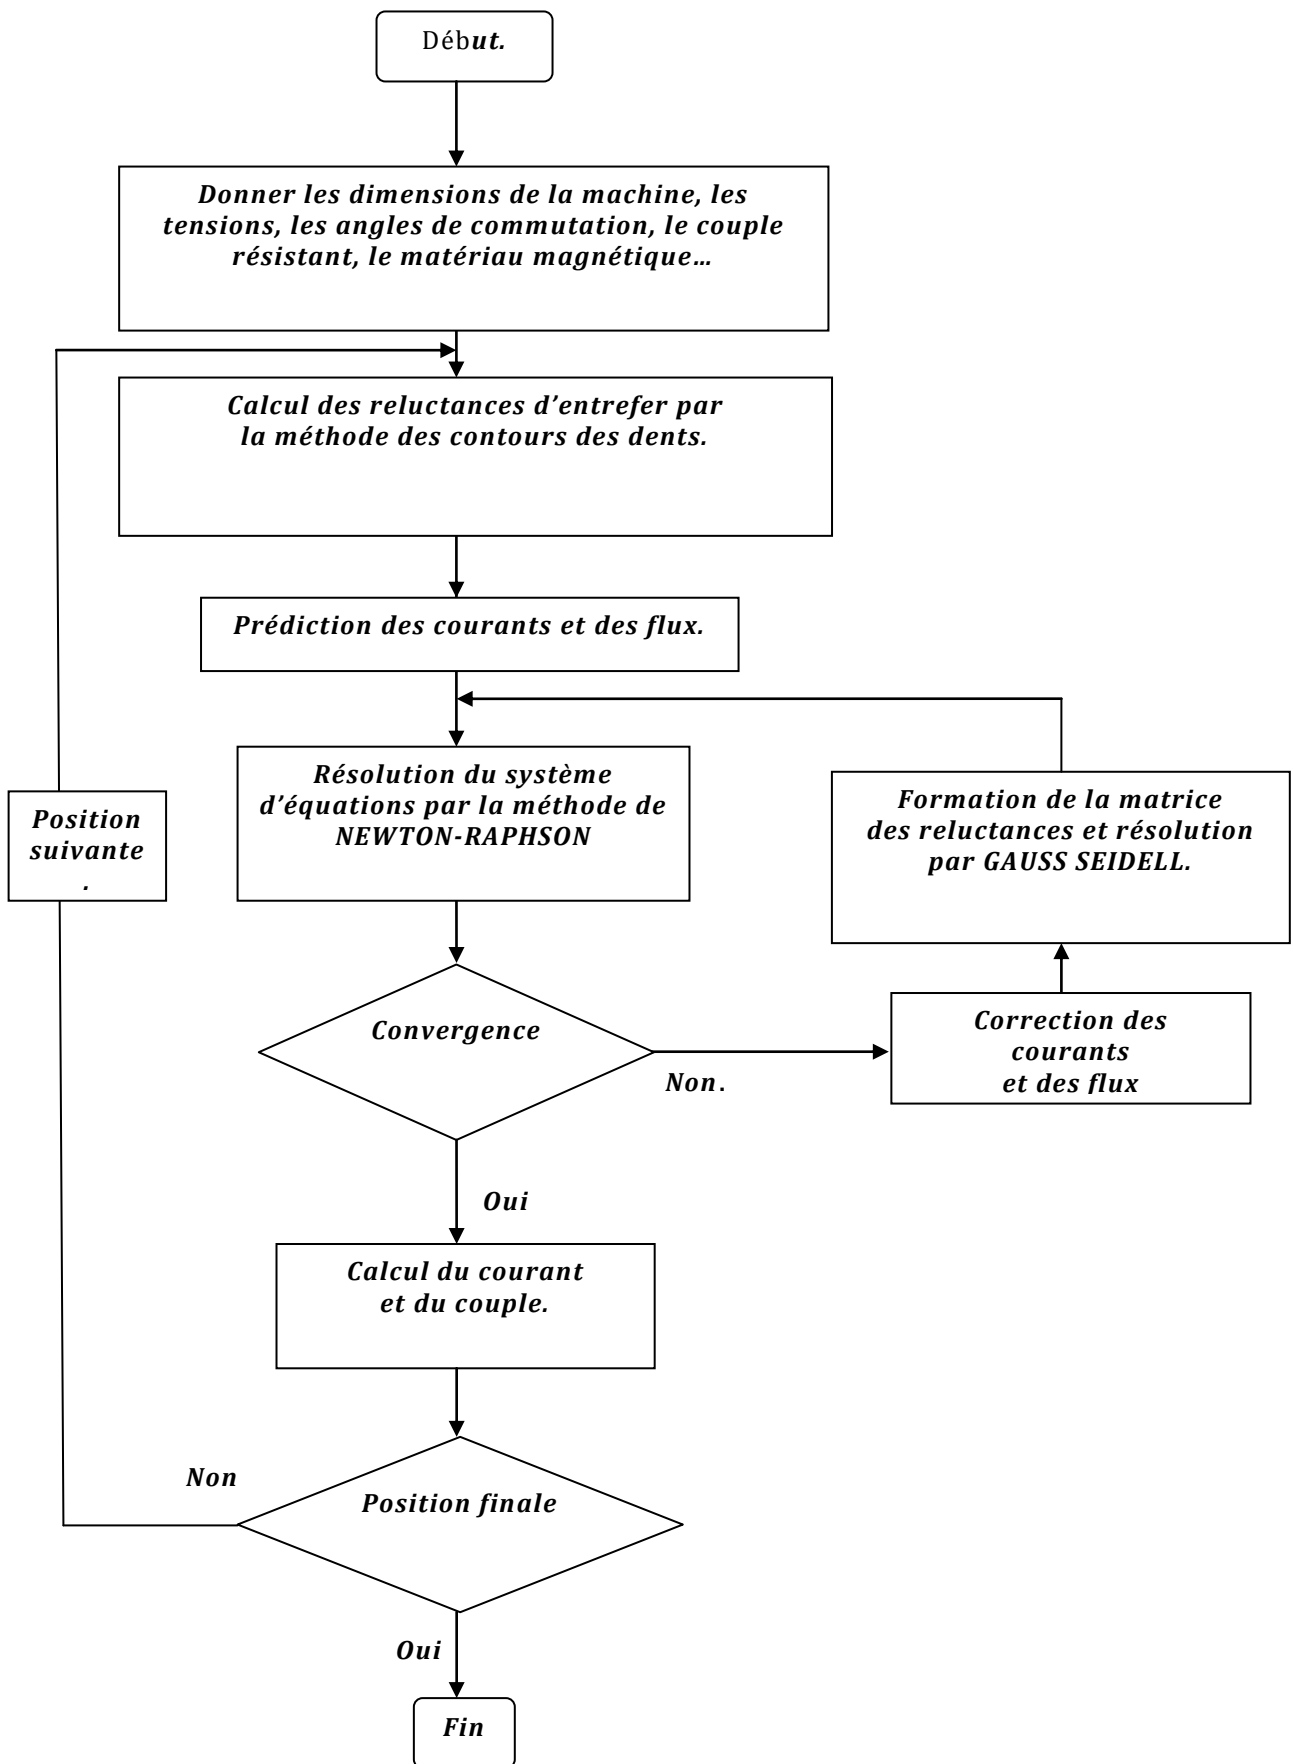 Début.
Donner les dimensions de la machine, les
tensions, les angles de commutation, le couple
résistant, le matériau magnétique…
Calcul des reluctances d’entrefer par
la méthode des contours des dents.
Prédiction des courants et des flux.
Résolution du système
d’équations par la méthode de
NEWTON-RAPHSON
Formation de la matrice
des reluctances et résolution
par GAUSS SEIDELL.
Position
suivante
.
Convergence
Non.
Correction des
courants
et des flux
Oui
Calcul du courant
et du couple.
Non
Position finale
Oui
Fin